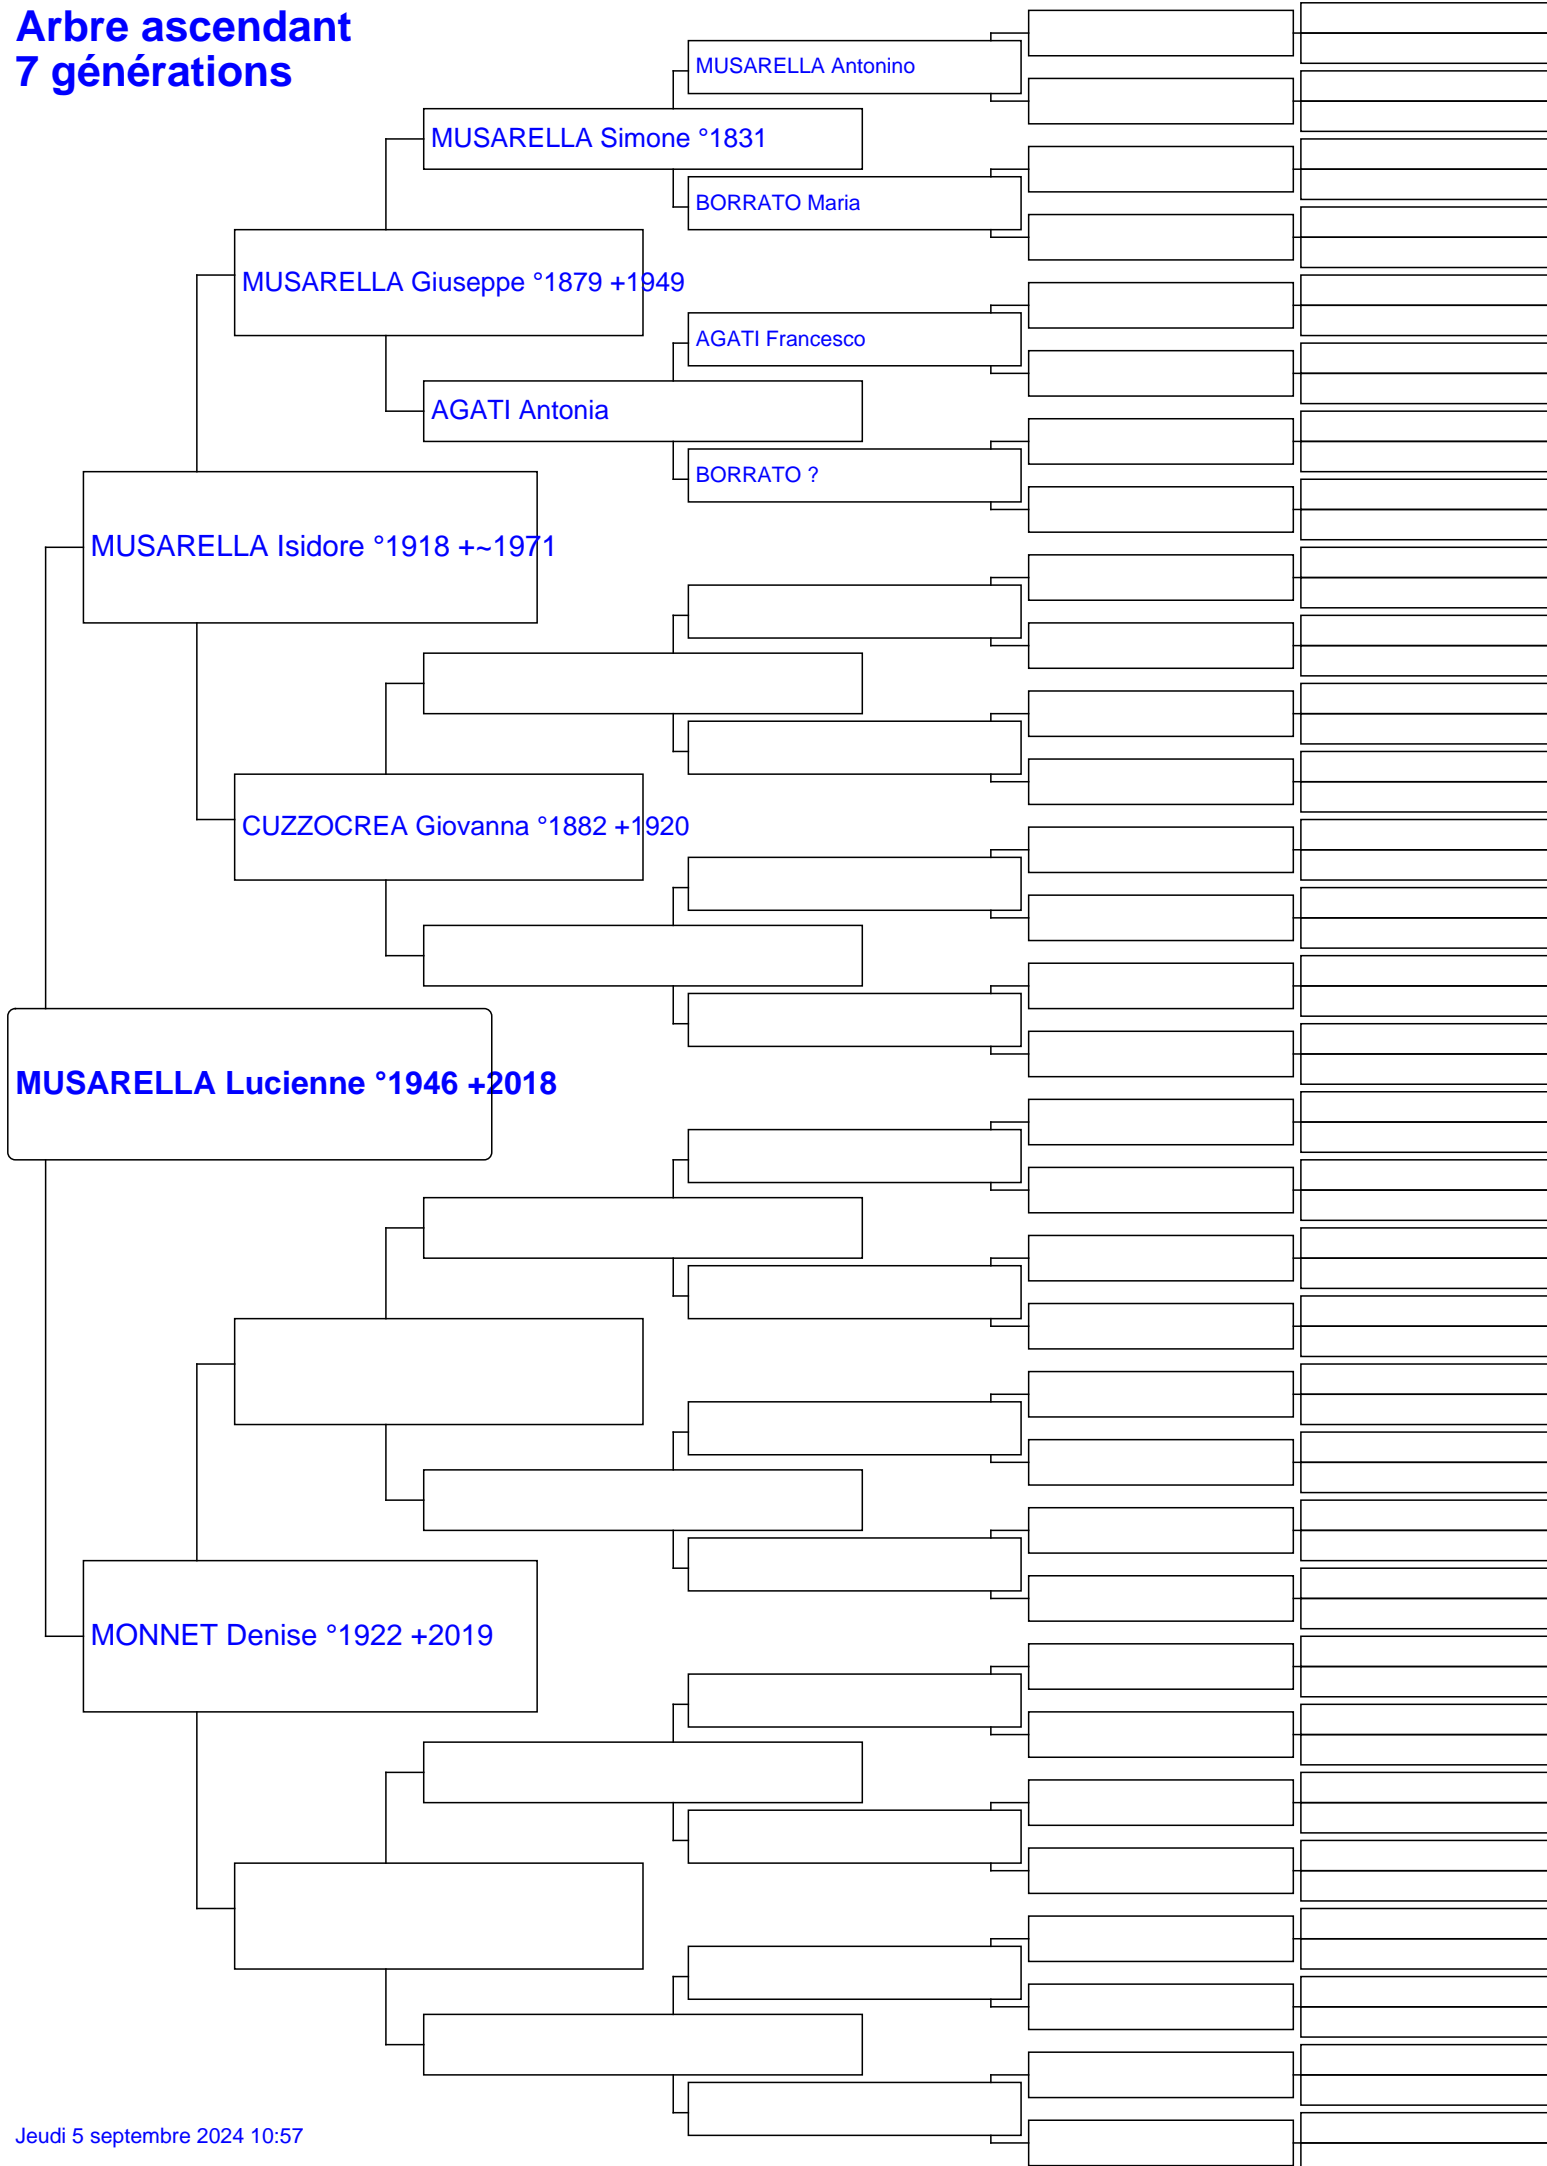 Arbre ascendant
7 générations
MUSARELLA Antonino
MUSARELLA Simone °1831
BORRATO Maria
MUSARELLA Giuseppe °1879 +1949
AGATI Francesco
AGATI Antonia
BORRATO ?
MUSARELLA Isidore °1918 +~1971
CUZZOCREA Giovanna °1882 +1920
MUSARELLA Lucienne °1946 +2018
MONNET Denise °1922 +2019
Jeudi 5 septembre 2024 10:57